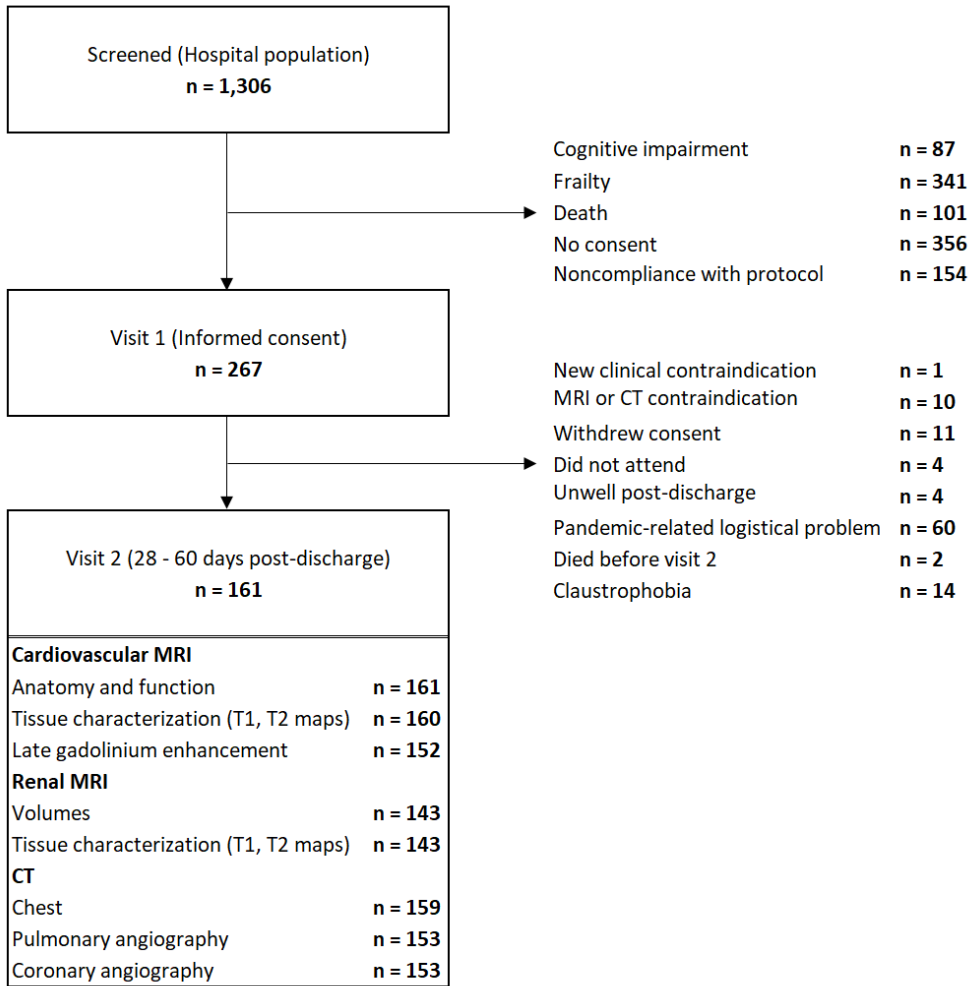 Screened (Hospital population)
n = 1,306
Cognitive impairment n = 87
Frailty n = 341
Death n = 101
No consent n = 356
Noncompliance with protocol n = 154
Visit 1 (Informed consent)
n = 267
New clinical contraindication n = 1
MRI or CT contraindication n = 10
Withdrew consent n = 11
Did not attend n = 4
Unwell post-discharge n = 4
Pandemic-related logistical problem n = 60
Died before visit 2 n = 2
Claustrophobia n = 14
Visit 2 (28 - 60 days post-discharge)
n = 161
Cardiovascular MRI
Anatomy and function n = 161
Tissue characterization (T1, T2 maps) n = 160
Late gadolinium enhancement n = 152
Renal MRI
Volumes n = 143
Tissue characterization (T1, T2 maps) n = 143
CT
Chest n = 159
Pulmonary angiography n = 153
Coronary angiography n = 153